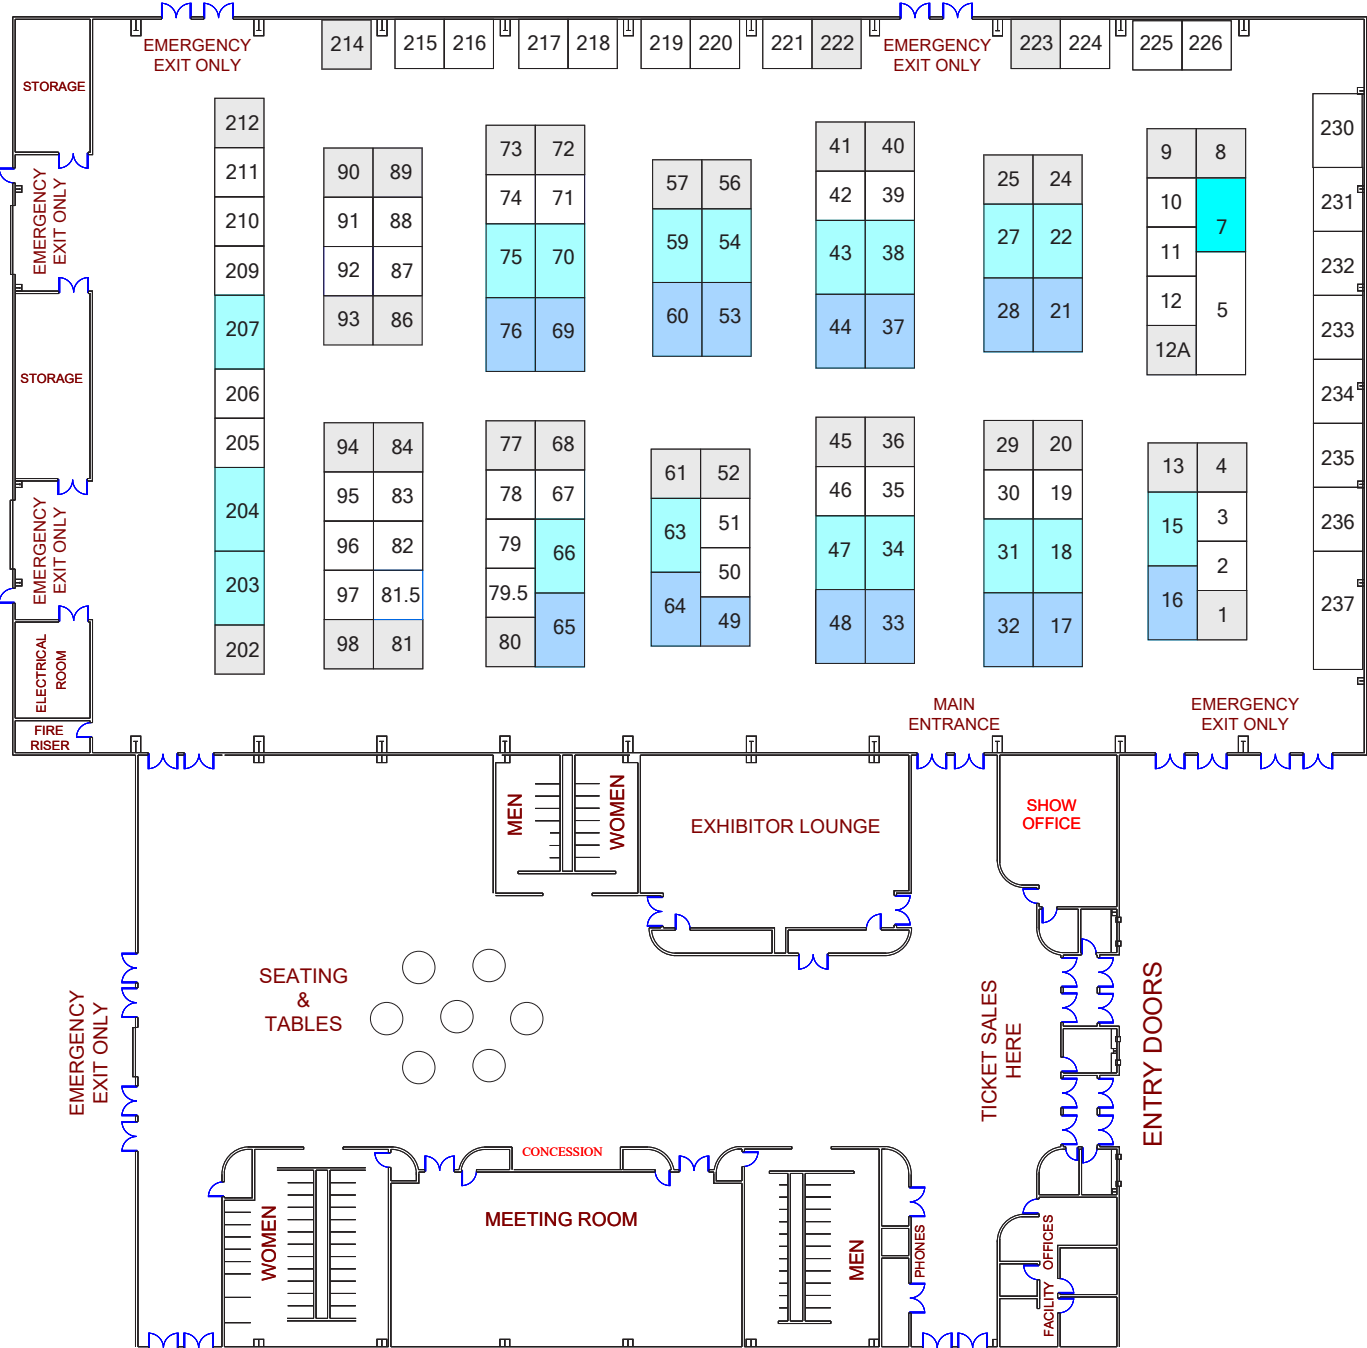 EMERGENCY
EXIT ONLY
214
215
216
217
218
219
220
221
222
EMERGENCY
EXIT ONLY
223
224
225
226
STORAGE
EMERGENCY
EXIT ONLY
STORAGE
EMERGENCY
EXIT ONLY
ELECTRICAL
ROOM
FIRE
RISER
212
211
210
209
207
206
205
204
203
202
90 89
91 88
92 87
93 86
94 84
95 83
96 82
97 81.5
98 81
73 72
74 71
75 70
76 69
77 68
78 67
79 66
79.5
80 65
57 56
59 54
60 53
61 52
63 51
50
64 49
41 40
42 39
43 38
44 37
45 36
46 35
47 34
48 33
25 24
27 22
28 21
29 20
30 19
31 18
32 17
9 8
10 7
11
12 5
12A
13 4
15 3
2
16 1
230
231
232
233
234
235
236
237
MAIN
ENTRANCE
EMERGENCY
EXIT ONLY
MEN
WOMEN
EXHIBITOR LOUNGE
SHOW
OFFICE
SEATING
&
TABLES
EMERGENCY
EXIT ONLY
TICKET SALES
HERE
ENTRY DOORS
CONCESSION
WOMEN
MEETING ROOM
MEN
PHONES
FACILITY OFFICES